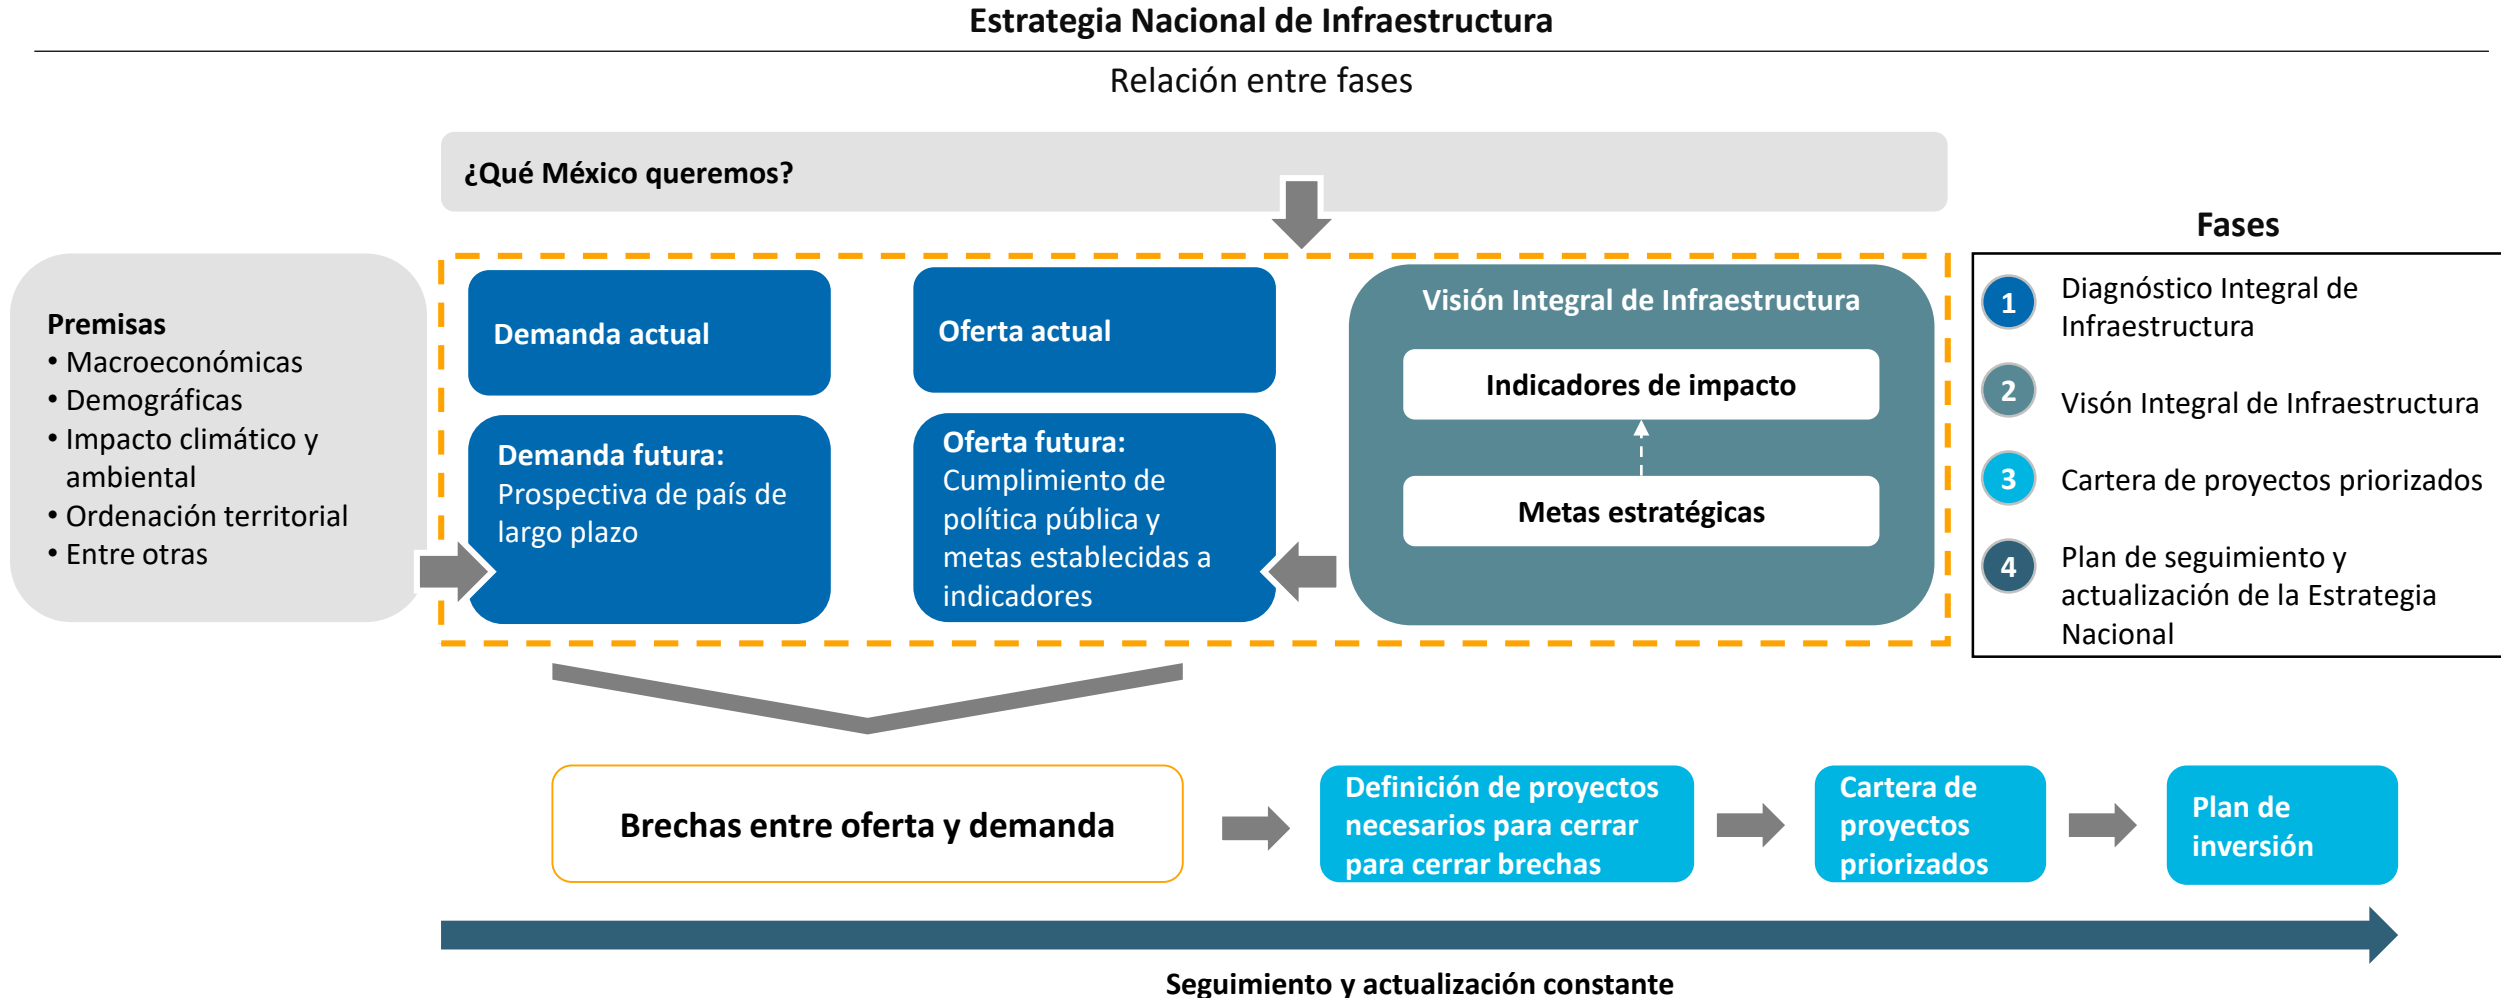 Estrategia Nacional de Infraestructura
Relación entre fases
¿Qué México queremos?
Premisas
• Macroeconómicas
• Demográficas
• Impacto climático y
ambiental
• Ordenación territorial
• Entre otras
Demanda actual
Oferta actual
Demanda futura:
Prospectiva de país de
largo plazo
Oferta futura:
Cumplimiento de
política pública y
metas establecidas a
indicadores
Visión Integral de Infraestructura
Indicadores de impacto
Metas estratégicas
Fases
1 Diagnóstico Integral de
Infraestructura
2 Visón Integral de Infraestructura
3 Cartera de proyectos priorizados
4 Plan de seguimiento y
actualización de la Estrategia
Nacional
Brechas entre oferta y demanda
Definición de proyectos
necesarios para cerrar
para cerrar brechas
Cartera de
proyectos
priorizados
Plan de
inversión
Seguimiento y actualización constante